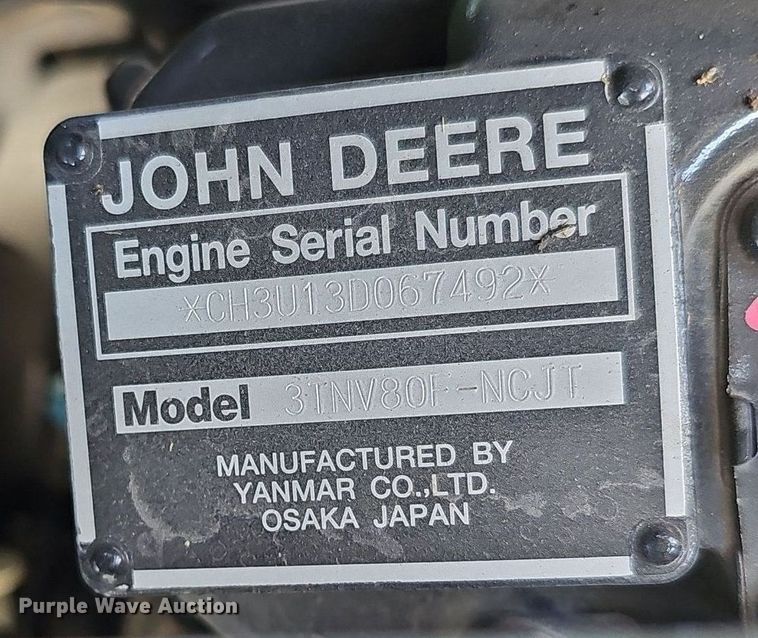 JOHN DEERE
Engine Serial Number
*CH3U13D067492*
Model 3TNV80F-NCJT
MANUFACTURED BY
YANMAR CO.,LTD.
OSAKA JAPAN
Purple Wave Auction